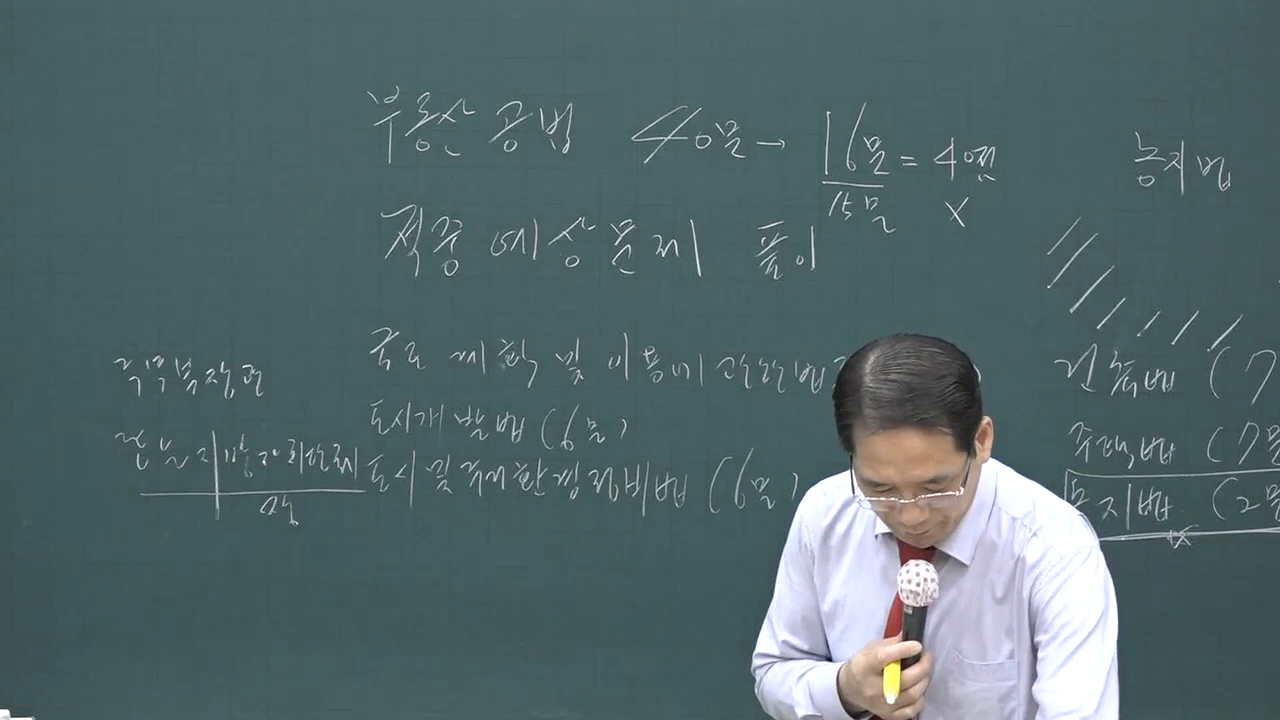 부동산 공법 40문 → 16문 = 40점
15문 X
농지법
적중예상문제 풀이
국토계획 및 이용에 관한 법
건축법 (7
도시개발법 (6문)
주택법 (7문
도시 및 주거환경정비법 (6문)
농지법 (2문